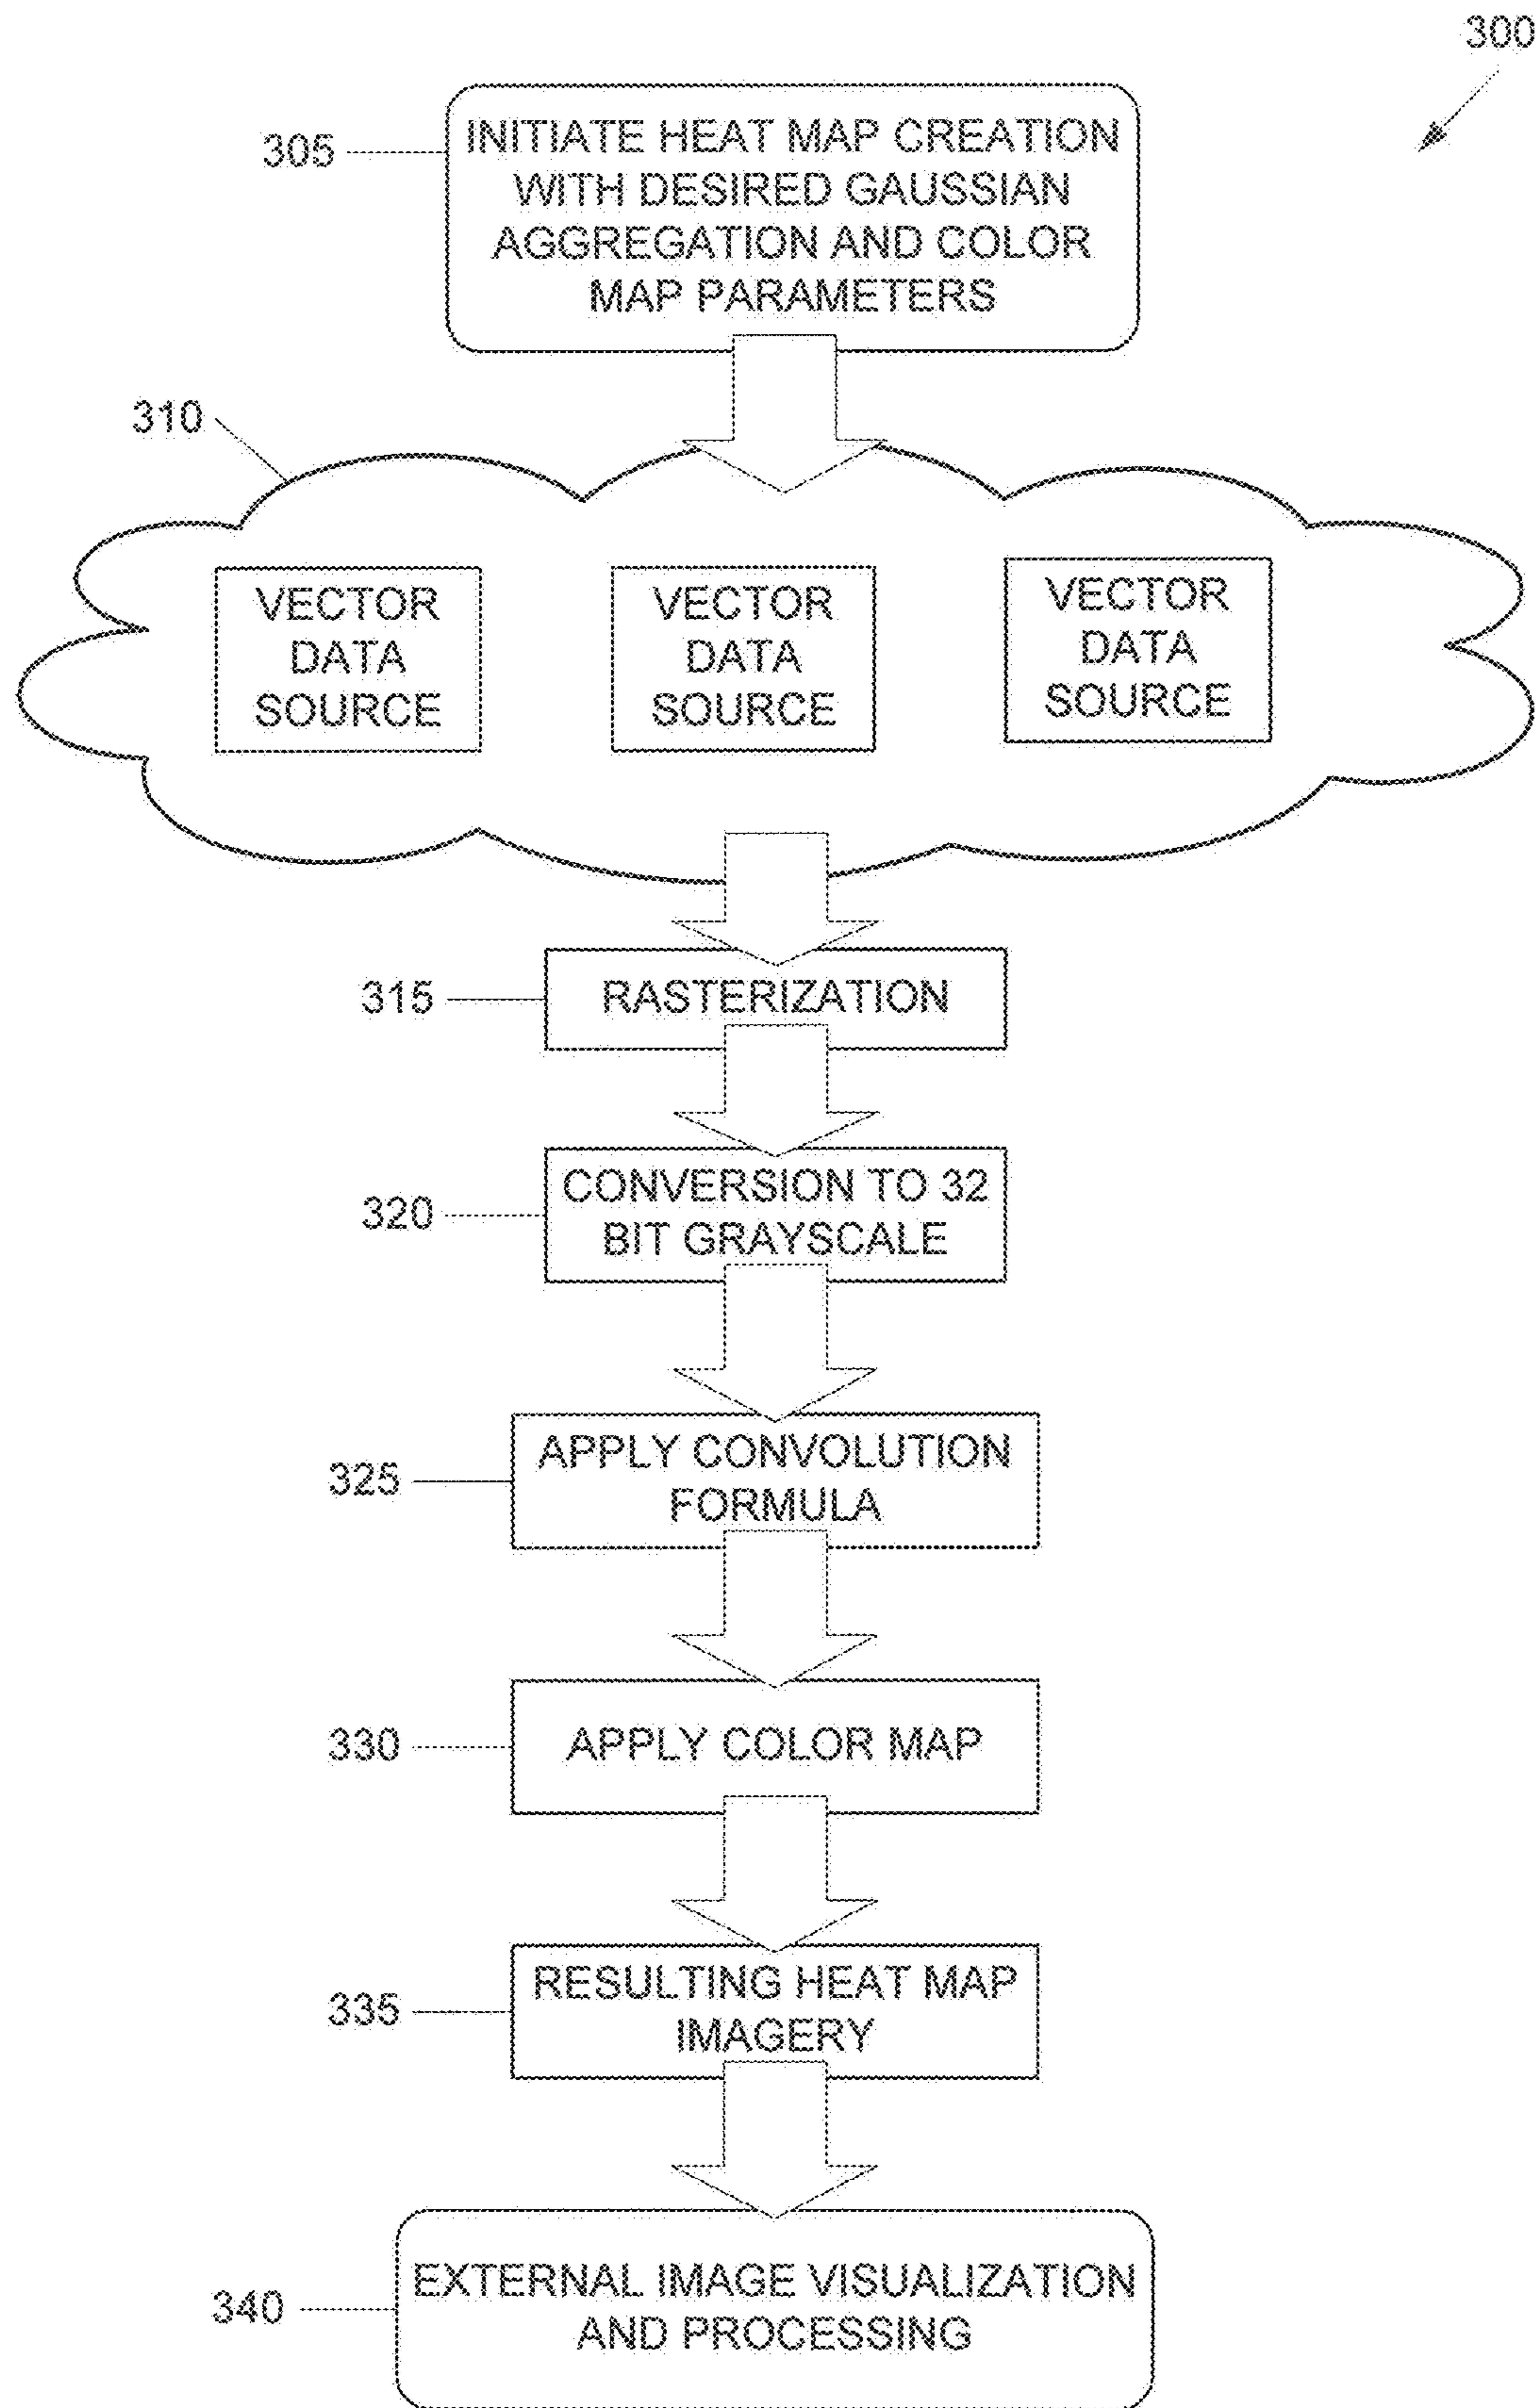 300
305
INITIATE HEAT MAP CREATION
WITH DESIRED GAUSSIAN
AGGREGATION AND COLOR
MAP PARAMETERS
310
VECTOR
DATA
SOURCE
VECTOR
DATA
SOURCE
VECTOR
DATA
SOURCE
315
RASTERIZATION
320
CONVERSION TO 32
BIT GRAYSCALE
325
APPLY CONVOLUTION
FORMULA
330
APPLY COLOR MAP
335
RESULTING HEAT MAP
IMAGERY
340
EXTERNAL IMAGE VISUALIZATION
AND PROCESSING